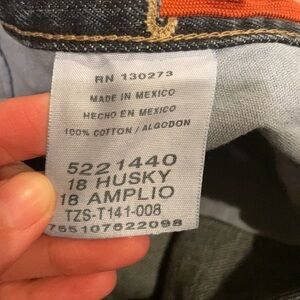 RN 130273
MADE IN MEXICO
HECHO EN MEXICO
100% COTTON / ALGODON
5221440
18 HUSKY
18 AMPLIO
TZS-T141-008
755107622098